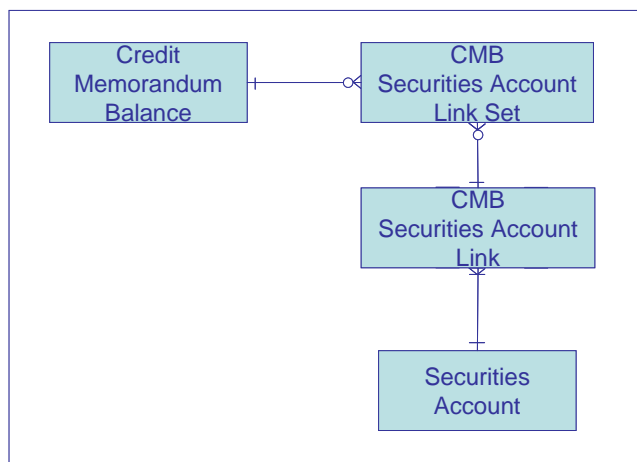 Credit
Memorandum
Balance
CMB
Securities Account
Link Set
CMB
Securities Account
Link
Securities
Account